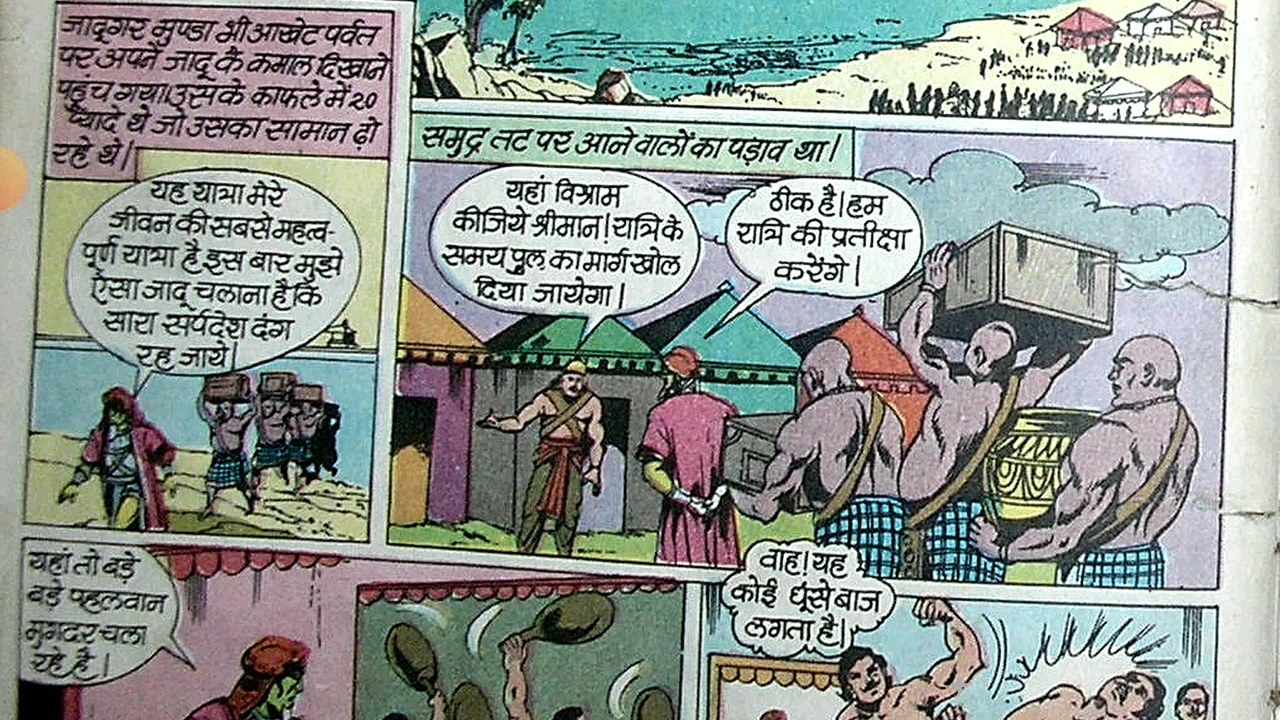 जादूगर मुण्डा भी आखेट पर्वत
पर अपने जादू के कमाल दिखाने
पहुंच गया। उसके काफले में 20
प्यादे थे जो उसका सामान ढो
रहे थे।
यह यात्रा मेरे
जीवन की सबसे महत्व-
पूर्ण यात्रा है इस बार मुझे
ऐसा जादू चलाना है कि
सारा सर्पदेश दंग
रह जाये।
समुद्र तट पर आने वालों का पड़ाव था।
यहां विश्राम
कीजिये श्रीमान! रात्रि के
समय पुल का मार्ग खोल
दिया जायेगा।
ठीक है। हम
रात्रि की प्रतीक्षा
करेंगे।
यहां तो बड़े
बड़े पहलवान
मुगदर चला
रहे है।
वाह! यह
कोई घूंसेबाज
लगता है।